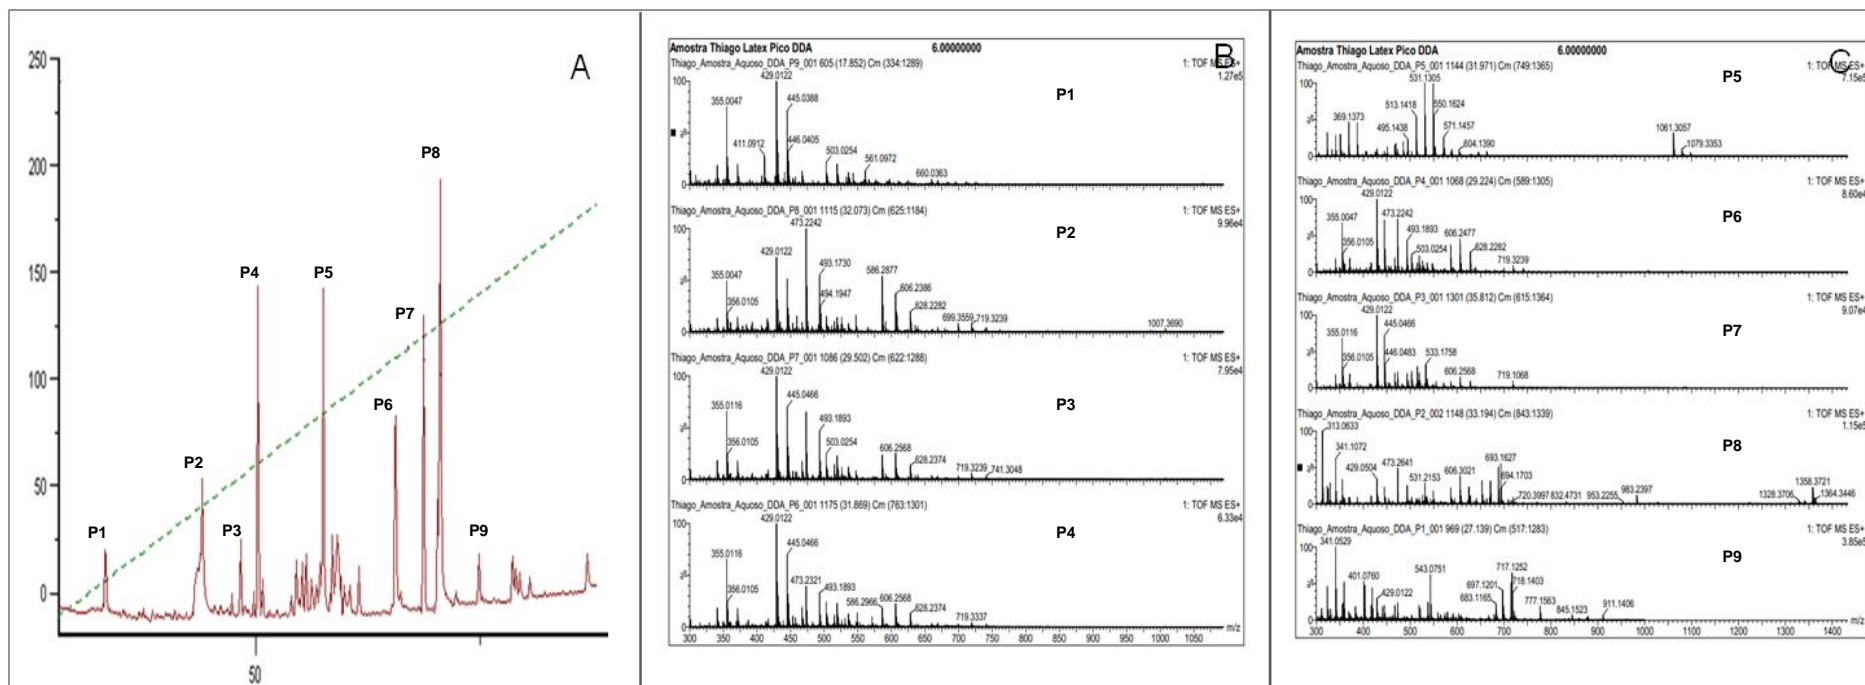 A
250
200
150
100
50
0
P1
P2
P3
P4
P5
P6
P7
P8
P9
50
B
Amostra Thiago Latex Pico DDA 6.00000000
Thiago_Amostra_Aquoso_DDA_P9_001 605 (17.852) Cm (334:1289) 1: TOF MS ES+
1.27e5
P1
100
%
0
355.0047
411.0912
429.0122
445.0388
446.0405
503.0254
561.0972
660.0363
Thiago_Amostra_Aquoso_DDA_P8_001 1115 (32.073) Cm (625:1184) 1: TOF MS ES+
9.96e4
P2
100
%
0
355.0047
356.0105
429.0122
473.2242
493.1730
494.1947
586.2877
606.2386
628.2282
699.3559
719.3239
1007.3690
Thiago_Amostra_Aquoso_DDA_P7_001 1086 (29.502) Cm (622:1288) 1: TOF MS ES+
7.95e4
P3
100
%
0
355.0116
356.0105
429.0122
445.0466
493.1893
503.0254
606.2568
628.2374
719.3239
741.3048
Thiago_Amostra_Aquoso_DDA_P6_001 1175 (31.869) Cm (763:1301) 1: TOF MS ES+
6.33e4
P4
100
%
0
355.0116
356.0105
429.0122
445.0466
473.2321
493.1893
586.2966
606.2568
628.2374
719.3337
300 350 400 450 500 550 600 650 700 750 800 850 900 950 1000 1050 m/z
C
Amostra Thiago Latex Pico DDA 6.00000000
Thiago_Amostra_Aquoso_DDA_P5_001 1144 (31.971) Cm (749:1365) 1: TOF MS ES+
7.15e5
P5
100
%
0
369.1373
495.1438
513.1418
531.1305
550.1624
571.1457
604.1390
1061.3057
1079.3353
Thiago_Amostra_Aquoso_DDA_P4_001 1068 (29.224) Cm (589:1305) 1: TOF MS ES+
8.60e4
P6
100
%
0
355.0047
356.0105
429.0122
473.2242
493.1893
503.0254
606.2477
628.2282
719.3239
Thiago_Amostra_Aquoso_DDA_P3_001 1301 (35.812) Cm (615:1364) 1: TOF MS ES+
9.07e4
P7
100
%
0
355.0116
356.0105
429.0122
445.0466
446.0483
533.1758
606.2568
719.1068
Thiago_Amostra_Aquoso_DDA_P2_002 1148 (33.194) Cm (843:1339) 1: TOF MS ES+
1.15e5
P8
100
%
0
313.0633
341.1072
429.0504
473.2641
531.2153
606.3021
693.1627
694.1703
720.3997
832.4731
953.2255
983.2397
1328.3706
1358.3721
1364.3446
Thiago_Amostra_Aquoso_DDA_P1_001 969 (27.139) Cm (517:1283) 1: TOF MS ES+
3.85e5
P9
100
%
0
341.0529
401.0760
429.0122
543.0751
683.1165
697.1201
717.1252
718.1403
777.1563
845.1523
911.1406
300 400 500 600 700 800 900 1000 1100 1200 1300 1400 m/z